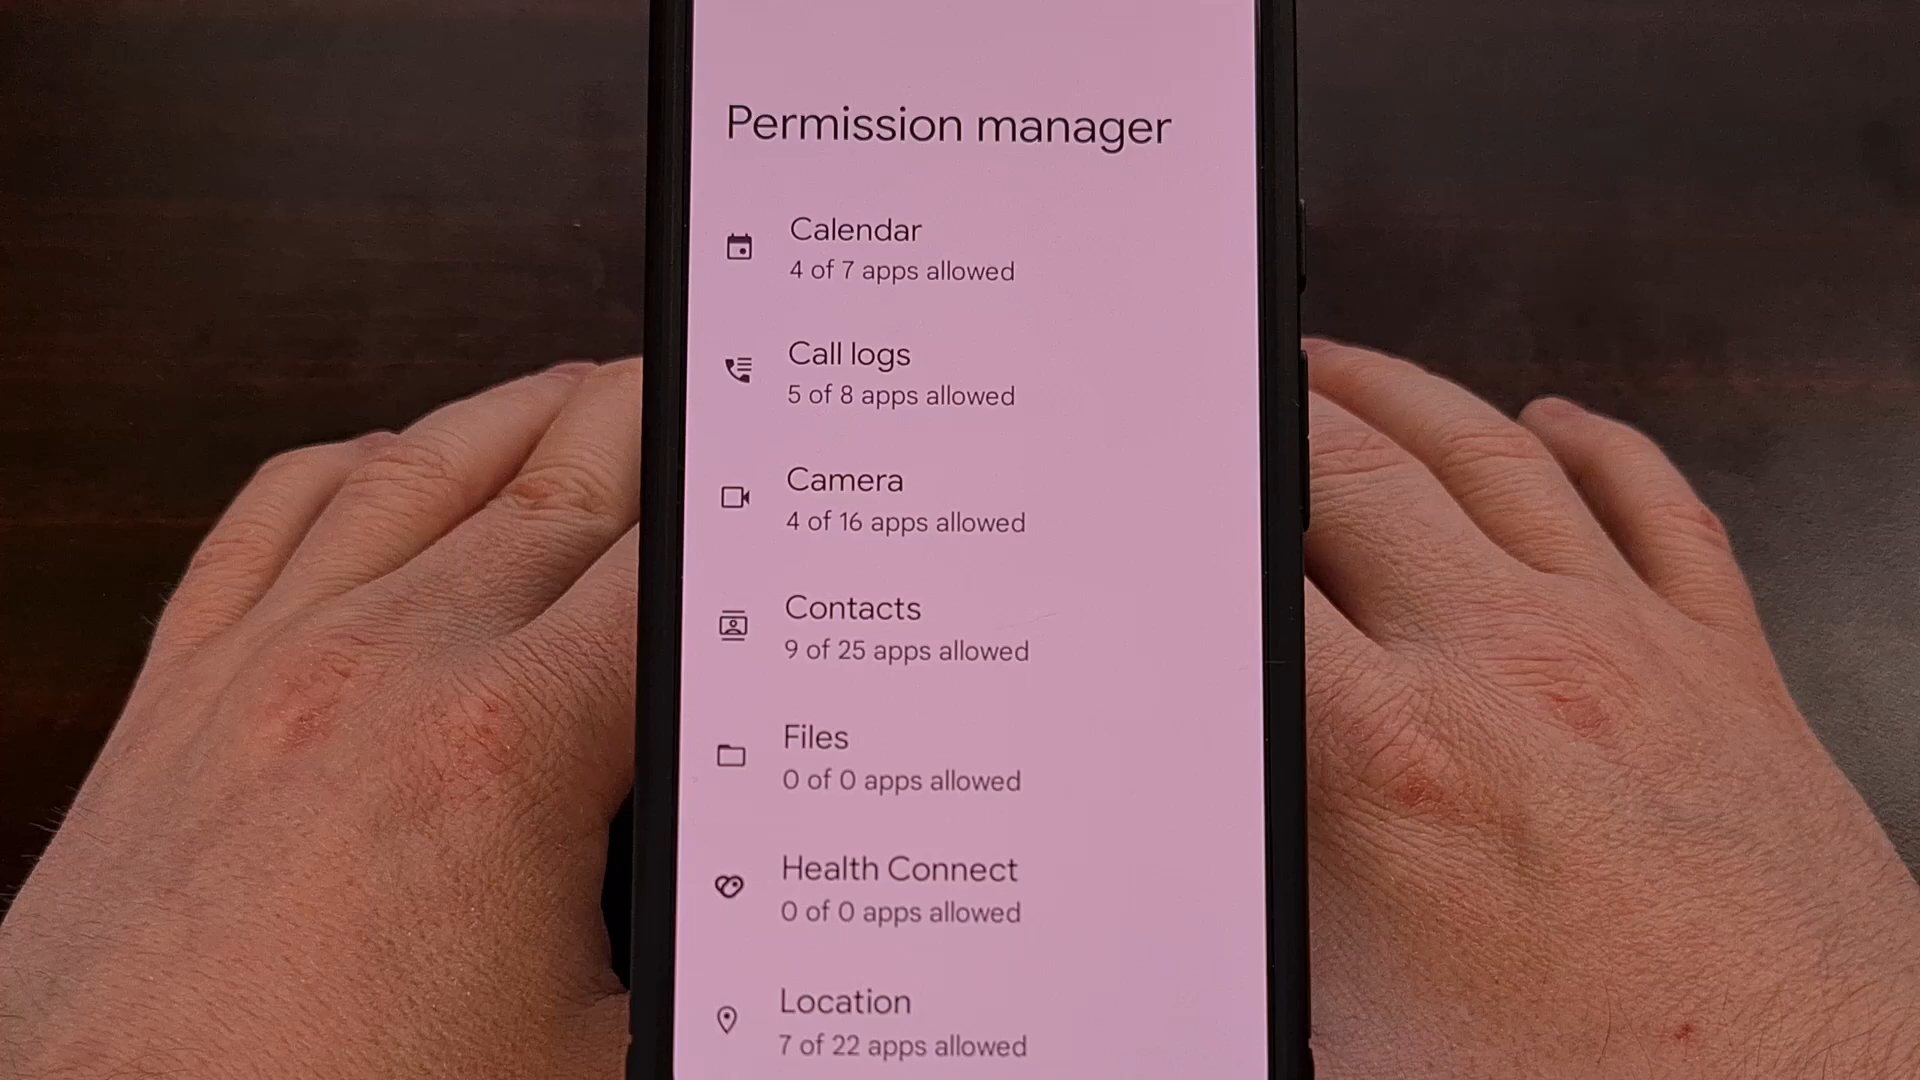 Permission manager
Calendar
4 of 7 apps allowed
Call logs
5 of 8 apps allowed
Camera
4 of 16 apps allowed
Contacts
9 of 25 apps allowed
Files
0 of 0 apps allowed
Health Connect
0 of 0 apps allowed
Location
7 of 22 apps allowed